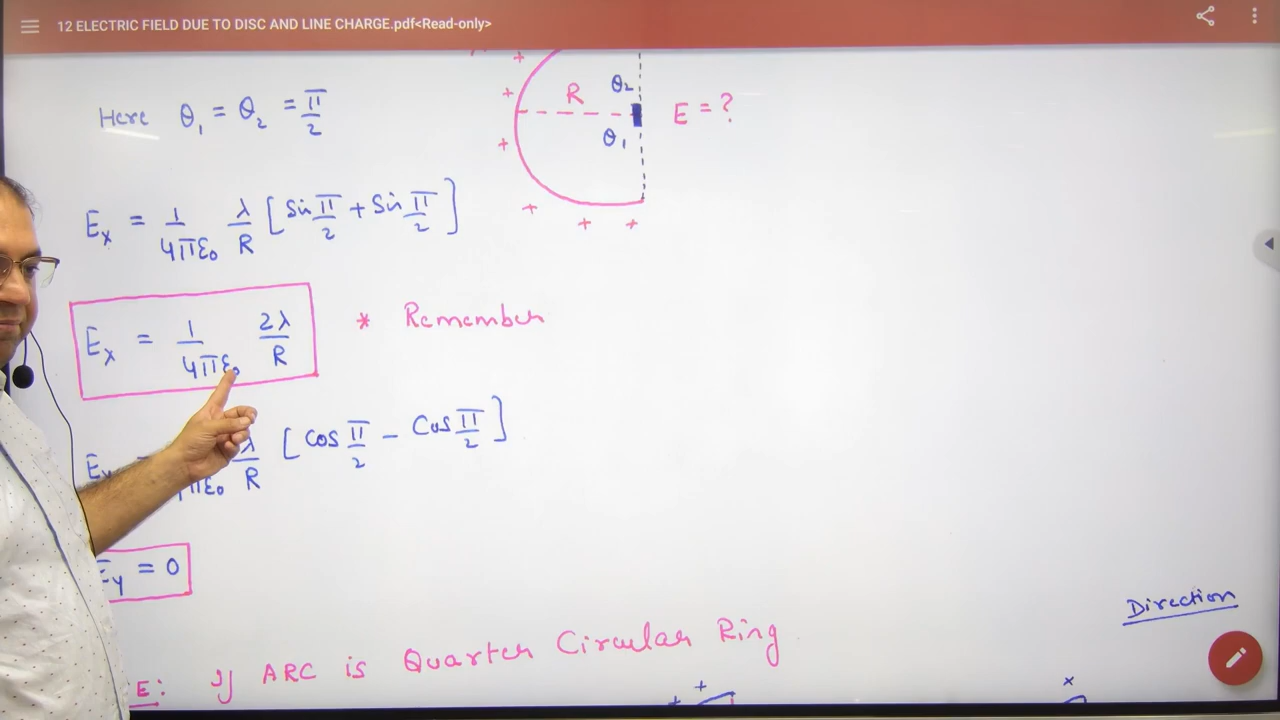 12 ELECTRIC FIELD DUE TO DISC AND LINE CHARGE.pdf<Read-only>
Here θ₁ = θ₂ = π/2
R θ₂ E = ?
θ₁
+ + + + + +
Eₓ = 1/4πε₀ λ/R [Sin π/2 + Sin π/2]
Eₓ = 1/4πε₀ 2λ/R * Remember
λ/R [Cos π/2 - Cos π/2]
Ey = 0
Direction
If ARC is Quarter Circular Ring
+ + x